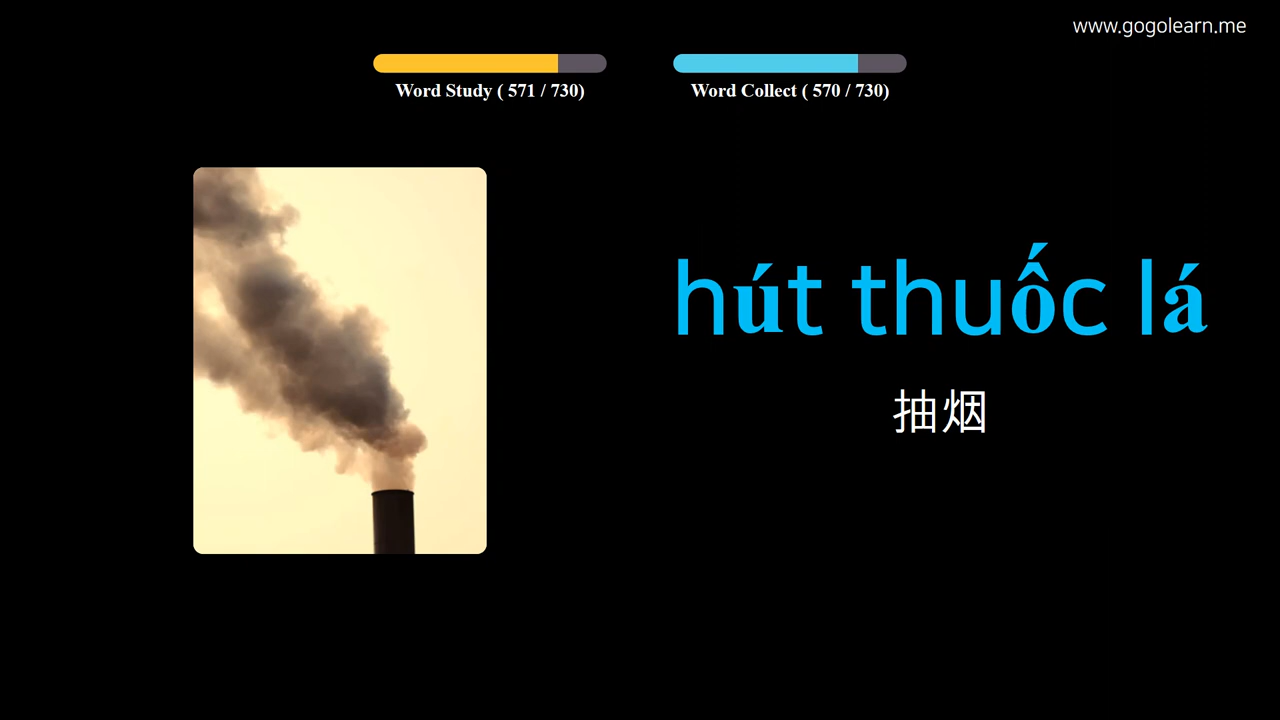 www.gogolearn.me
Word Study ( 571 / 730)
Word Collect ( 570 / 730)
hút thuốc lá
抽烟